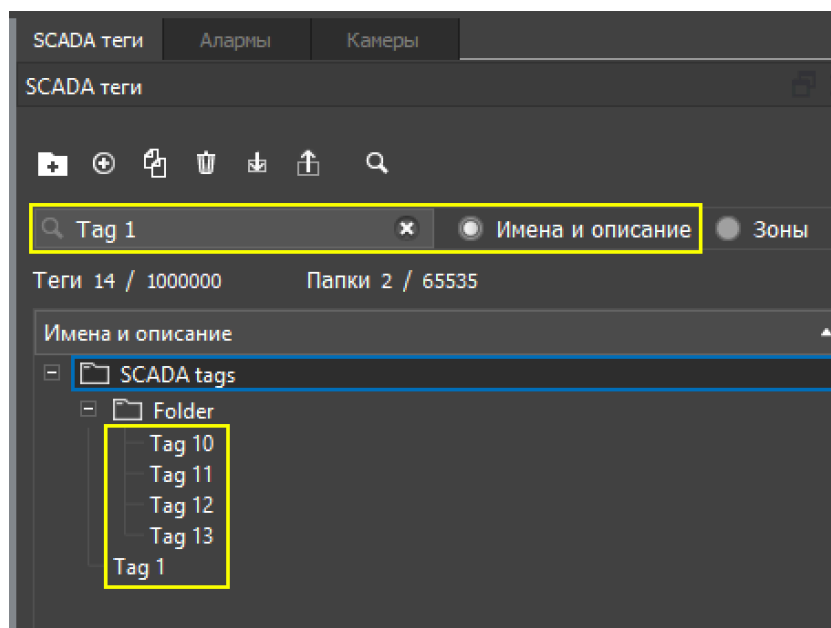 SCADA теги Алармы Камеры
SCADA теги
Tag 1 Имена и описание Зоны
Теги 14 / 1000000 Папки 2 / 65535
Имена и описание
SCADA tags
Folder
Tag 10
Tag 11
Tag 12
Tag 13
Tag 1